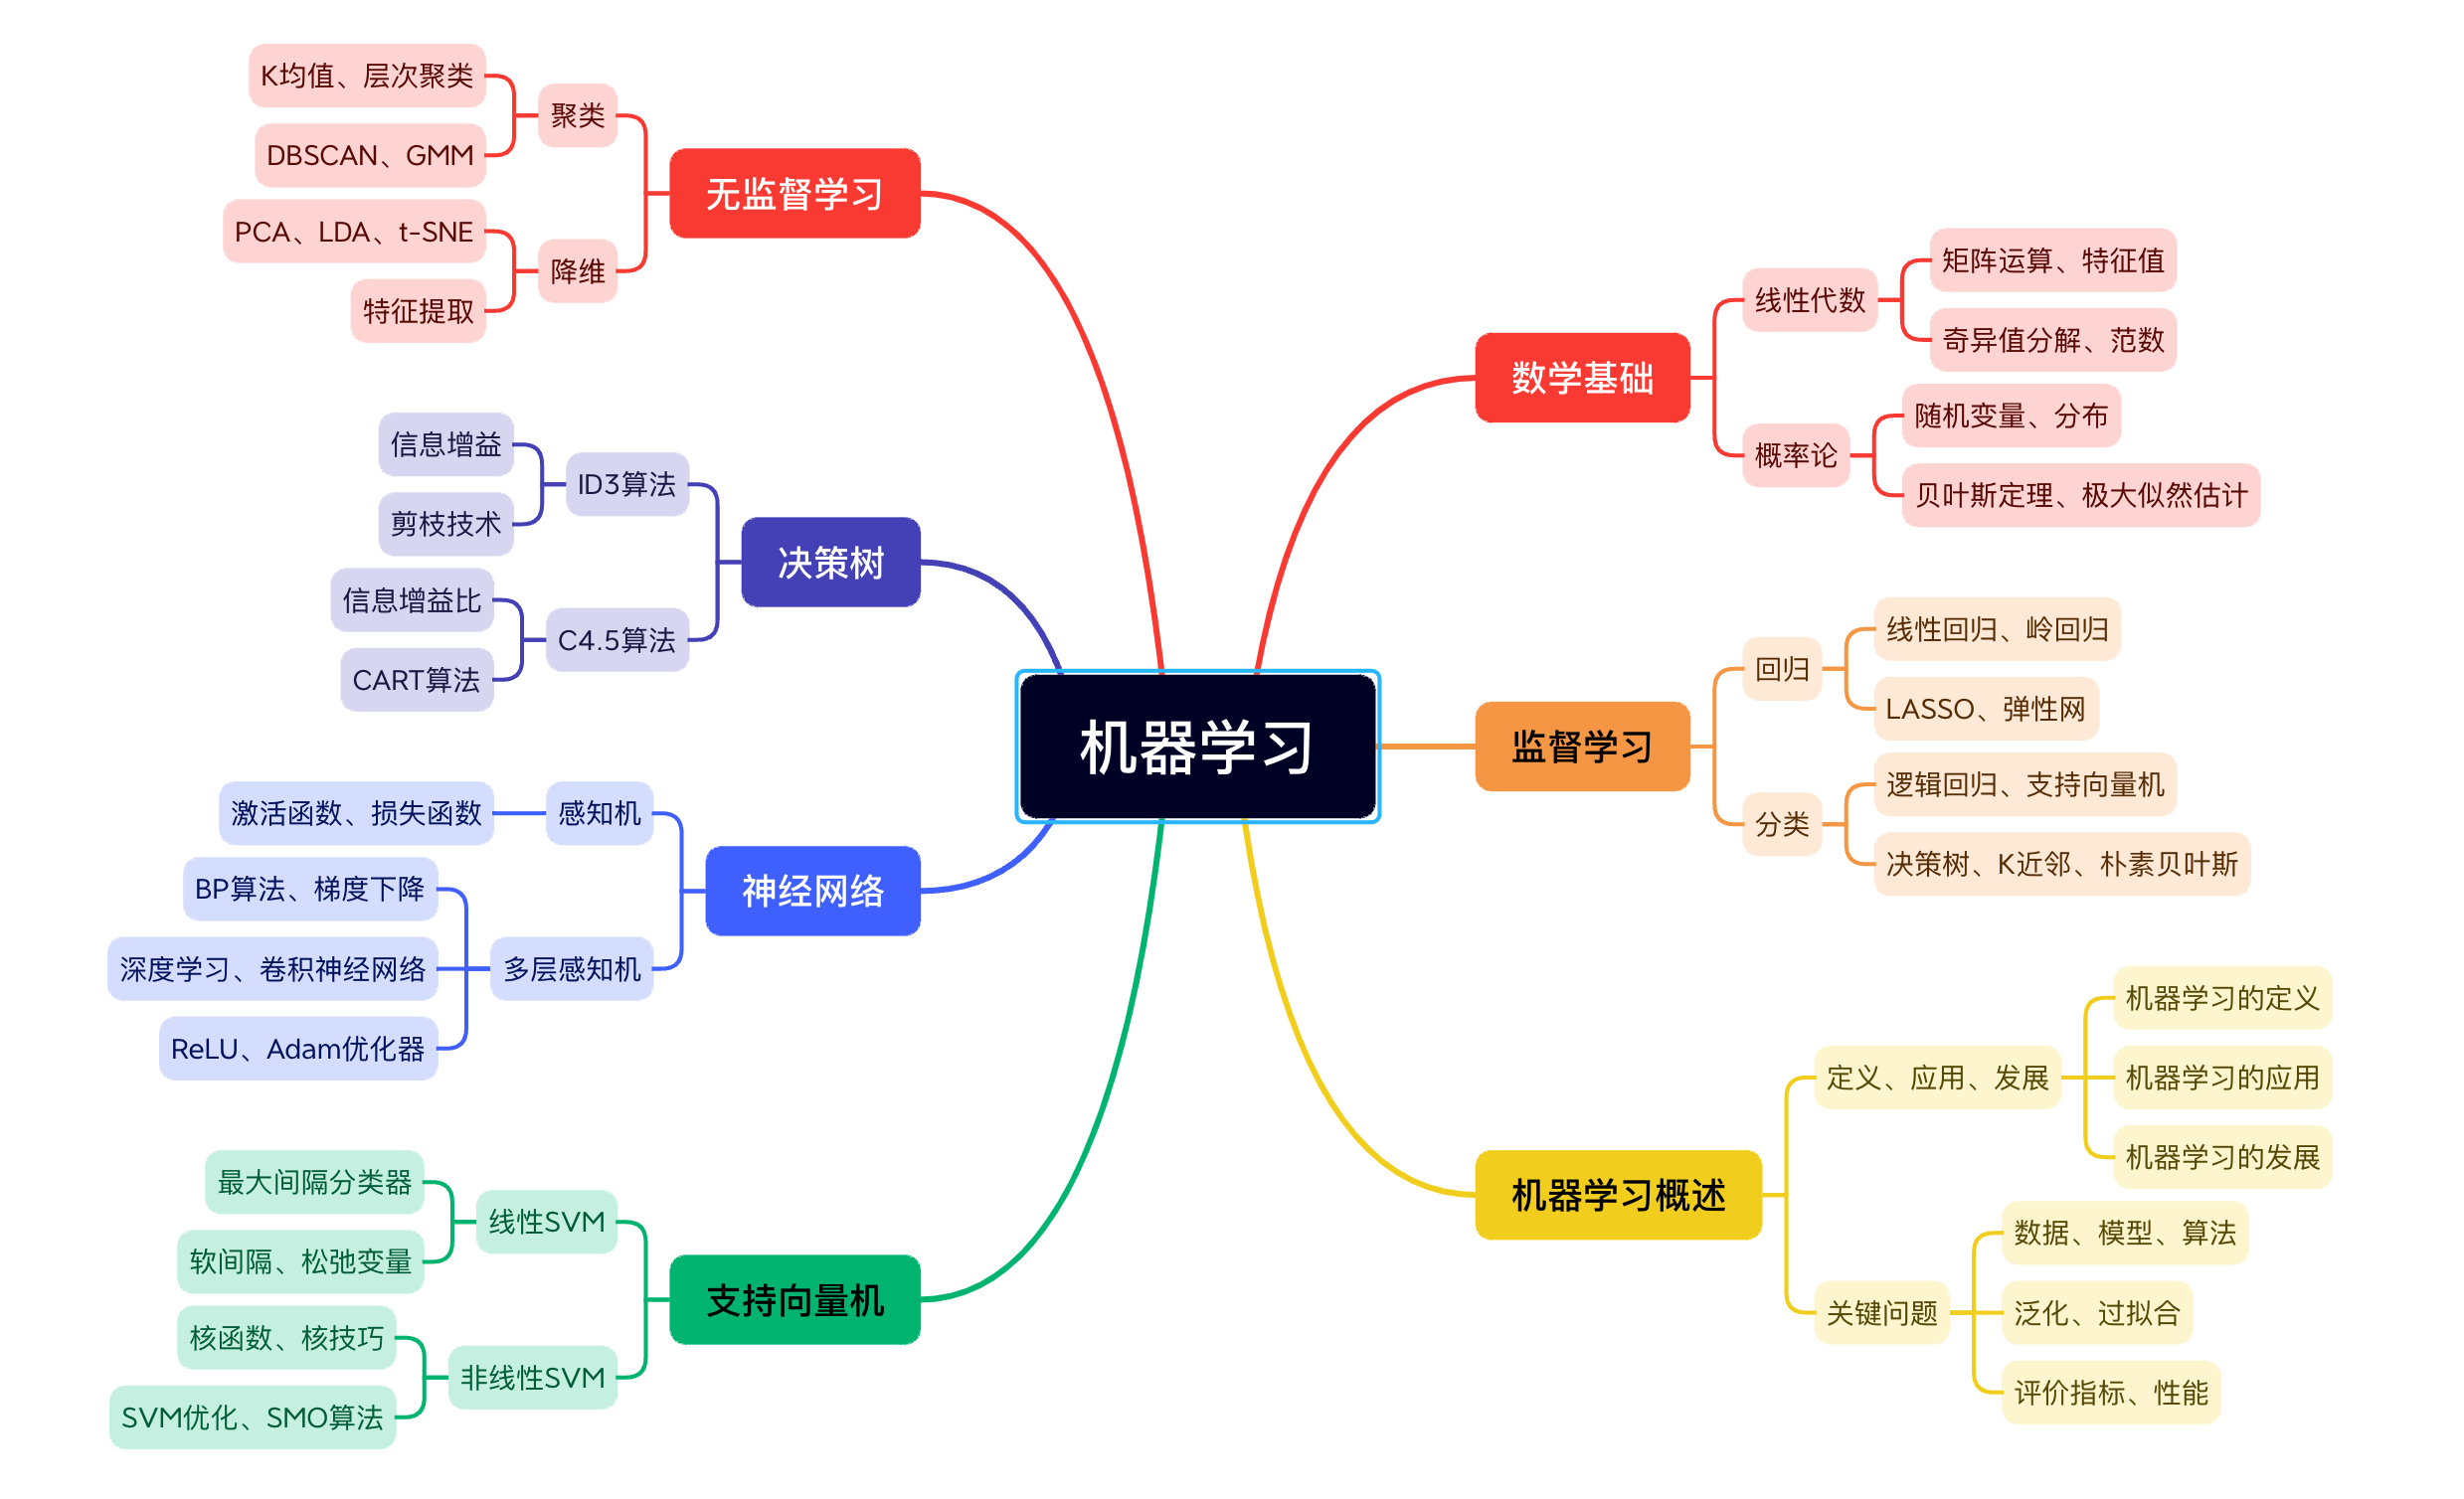 机器学习
数学基础
线性代数
矩阵运算、特征值
奇异值分解、范数
概率论
随机变量、分布
贝叶斯定理、极大似然估计
监督学习
回归
线性回归、岭回归
LASSO、弹性网
分类
逻辑回归、支持向量机
决策树、K近邻、朴素贝叶斯
机器学习概述
定义、应用、发展
机器学习的定义
机器学习的应用
机器学习的发展
关键问题
数据、模型、算法
泛化、过拟合
评价指标、性能
无监督学习
聚类
K均值、层次聚类
DBSCAN、GMM
降维
PCA、LDA、t-SNE
特征提取
决策树
ID3算法
信息增益
剪枝技术
C4.5算法
信息增益比
CART算法
神经网络
感知机
激活函数、损失函数
多层感知机
BP算法、梯度下降
深度学习、卷积神经网络
ReLU、Adam优化器
支持向量机
线性SVM
最大间隔分类器
软间隔、松弛变量
非线性SVM
核函数、核技巧
SVM优化、SMO算法